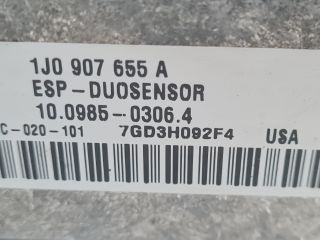 1J0 907 655 A
ESP-DUOSENSOR
10.0985-0306.4
C-020-101 7GD3H092F4 USA